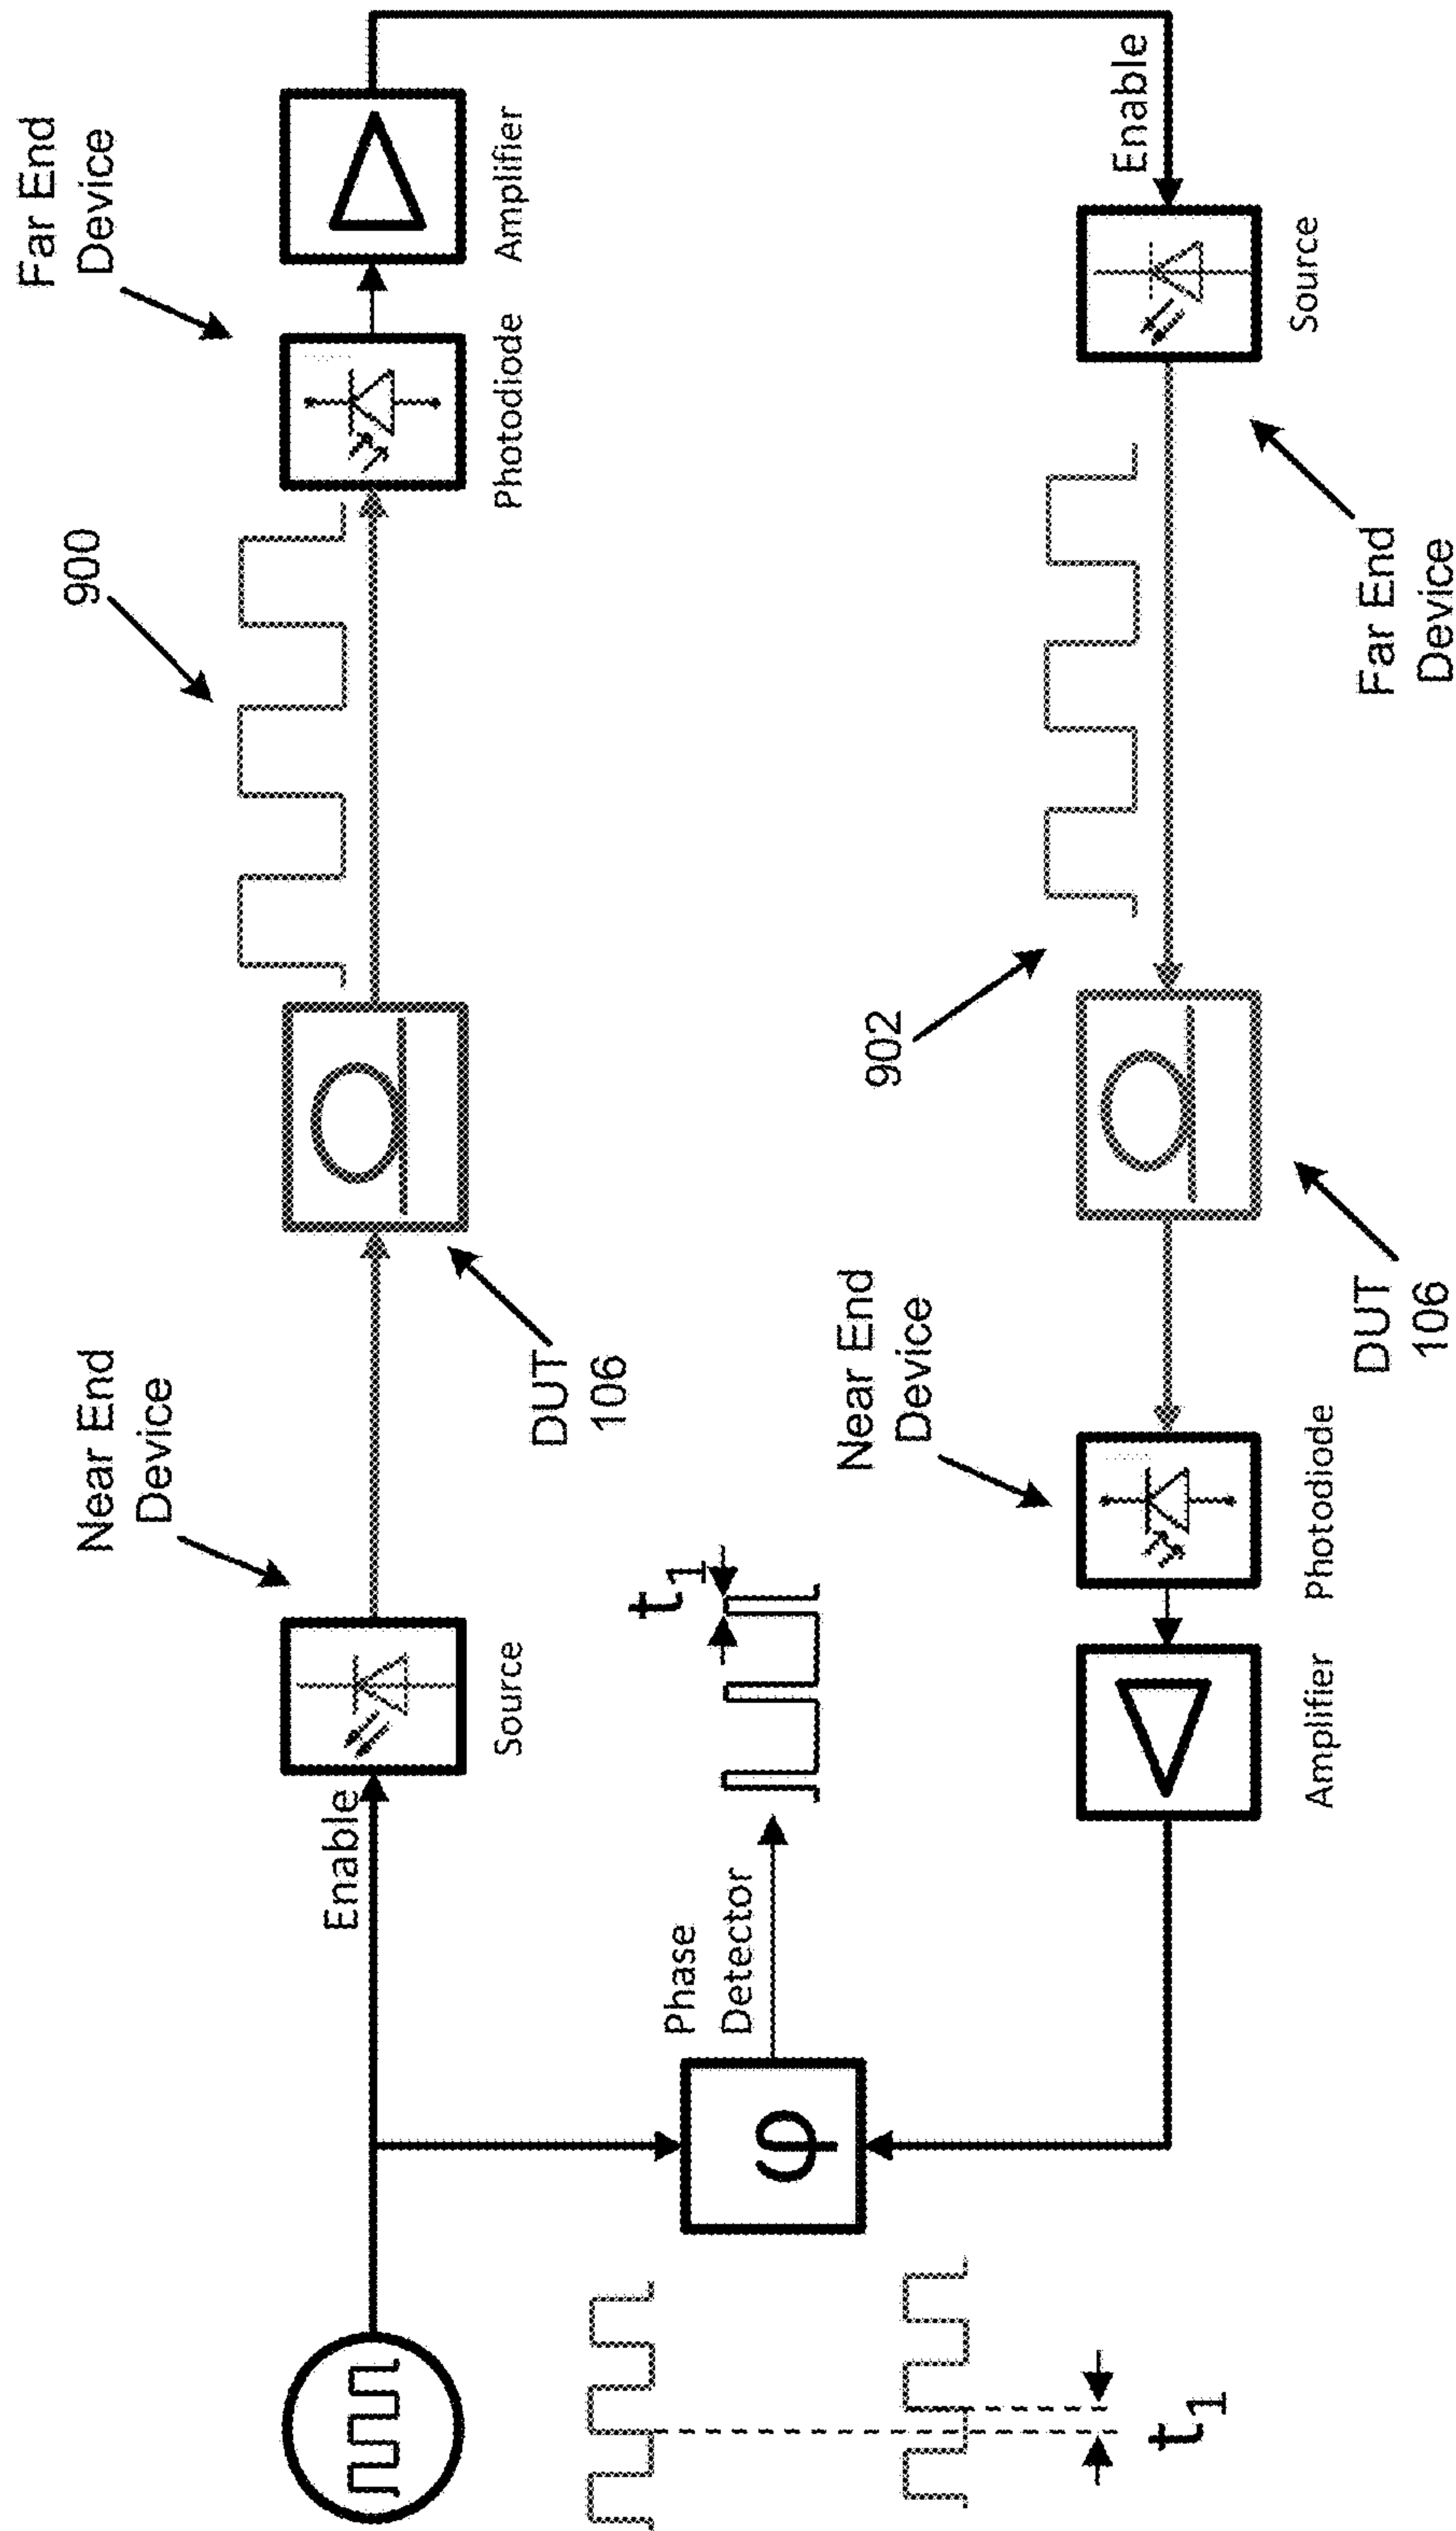 Far End
Device
900
Near End
Device
Enable
Source
DUT
106
Photodiode
Amplifier
Phase
Detector
φ
t1
t1
Near End
Device
902
Enable
Amplifier
Photodiode
DUT
106
Source
Far End
Device